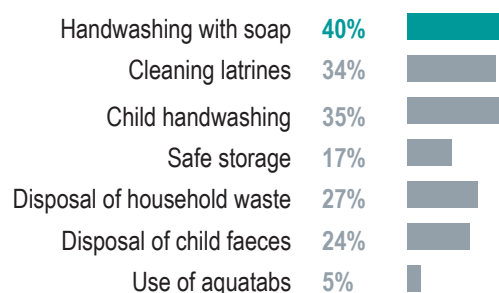 Handwashing with soap 40%
Cleaning latrines 34%
Child handwashing 35%
Safe storage 17%
Disposal of household waste 27%
Disposal of child faeces 24%
Use of aquatabs 5%